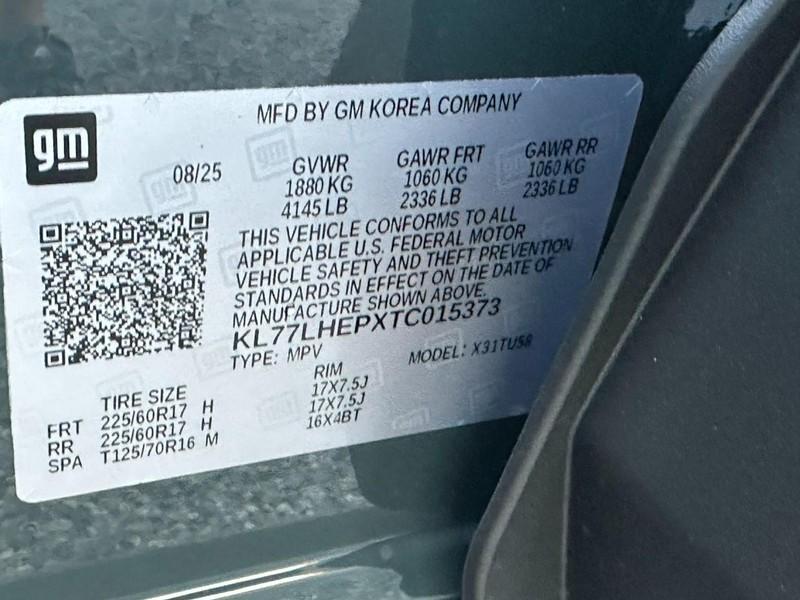 MFD BY GM KOREA COMPANY
gm
08/25
GVWR GAWR FRT GAWR RR
1880 KG 1060 KG 1060 KG
4145 LB 2336 LB 2336 LB
THIS VEHICLE CONFORMS TO ALL
APPLICABLE U.S. FEDERAL MOTOR
VEHICLE SAFETY AND THEFT PREVENTION
STANDARDS IN EFFECT ON THE DATE OF
MANUFACTURE SHOWN ABOVE.
KL77LHEPXTC015373
TYPE: MPV MODEL: X31TU58
TIRE SIZE RIM
FRT 225/60R17 H 17X7.5J
RR 225/60R17 H 17X7.5J
SPA T125/70R16 M 16X4BT